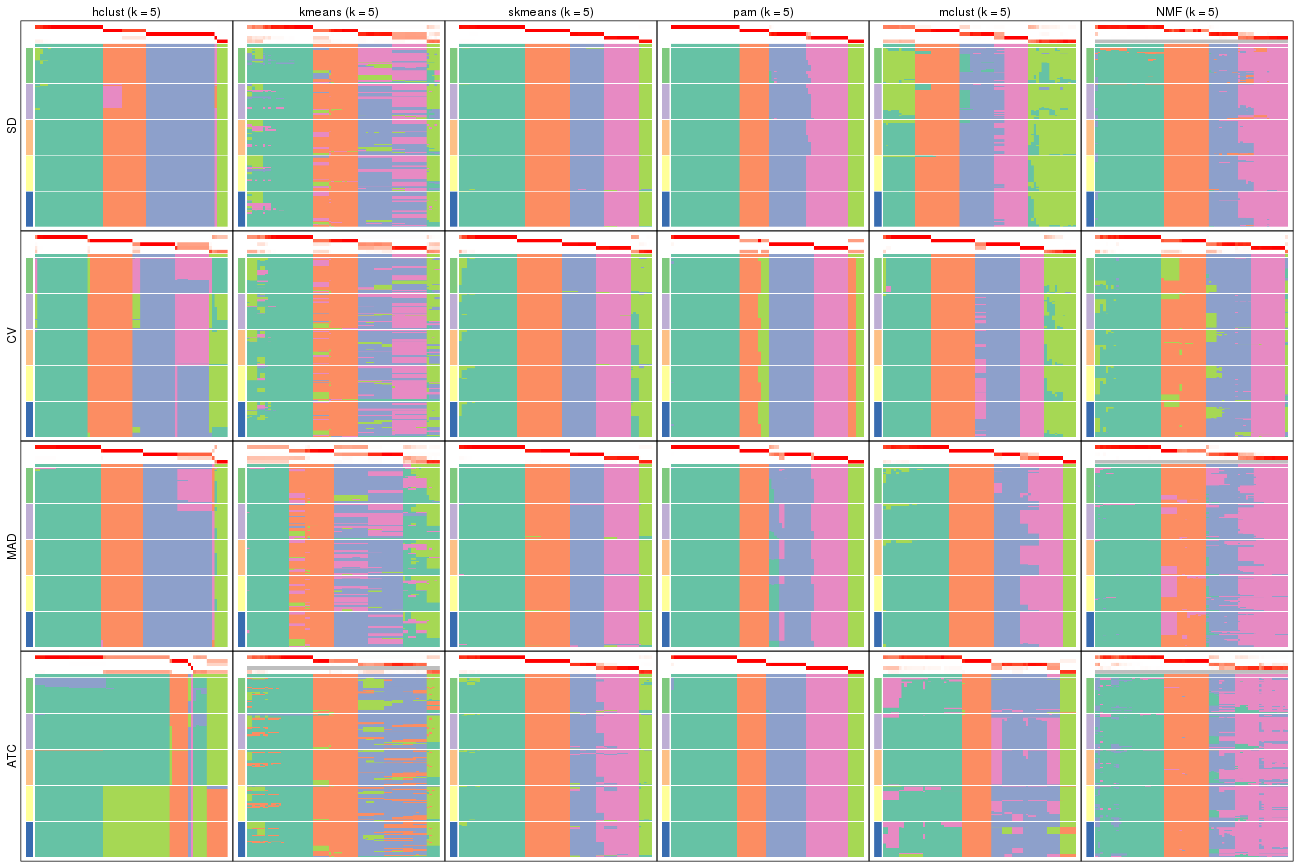 hclust (k = 5) kmeans (k = 5) skmeans (k = 5) pam (k = 5) mclust (k = 5) NMF (k = 5)
SD
CV
MAD
ATC